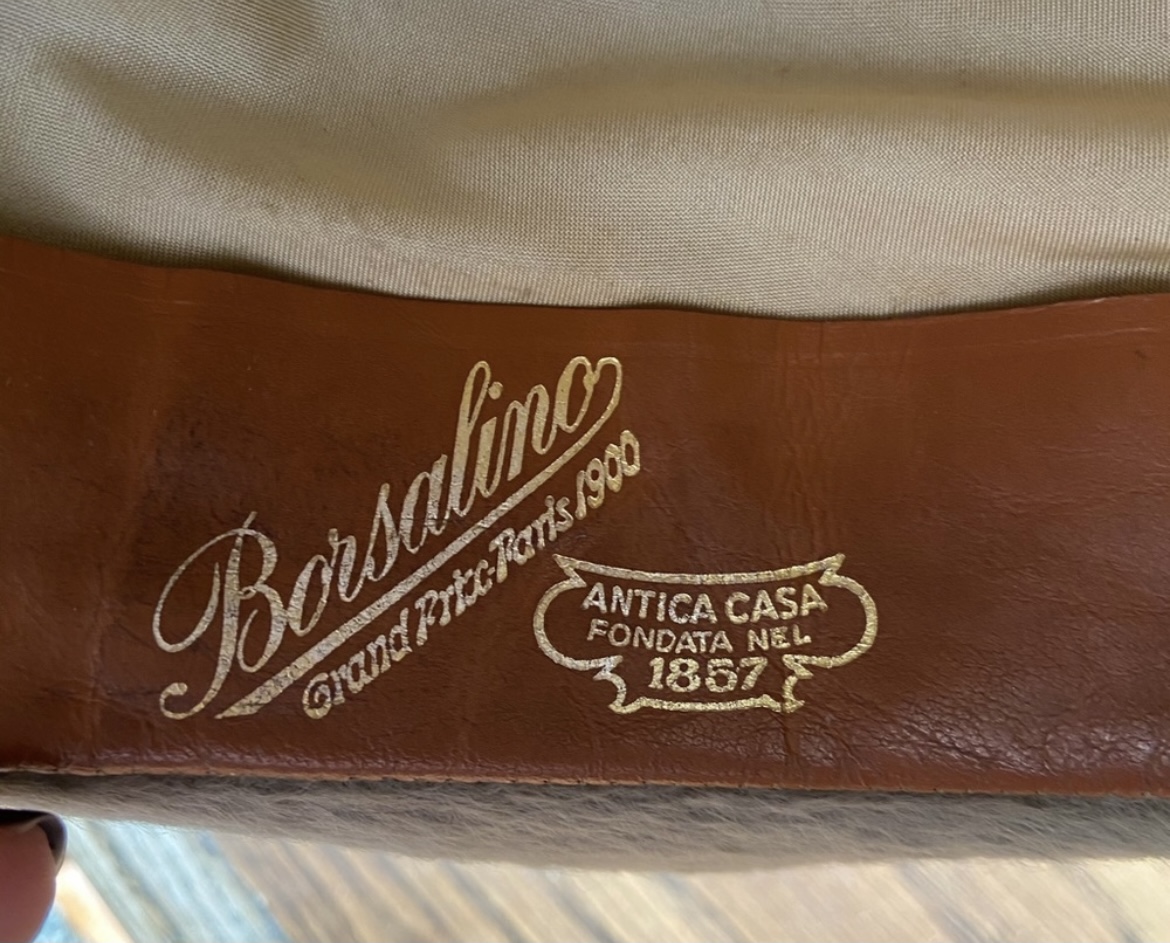 Borsalino
Grand Prix-Paris 1900
ANTICA CASA
FONDATA NEL
1857